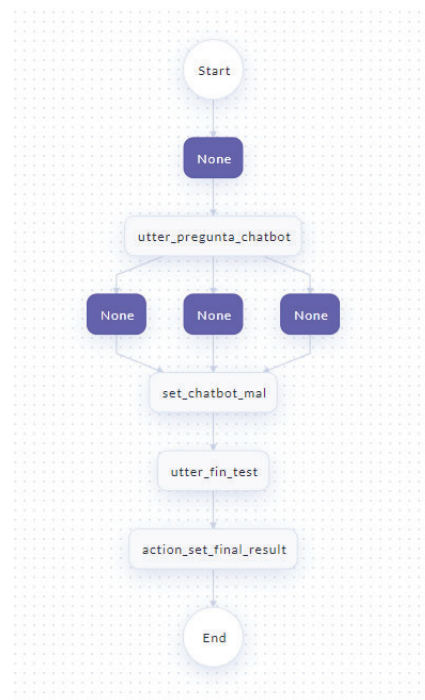 Start
None
utter_pregunta_chatbot
None
None
None
set_chatbot_mal
utter_fin_test
action_set_final_result
End